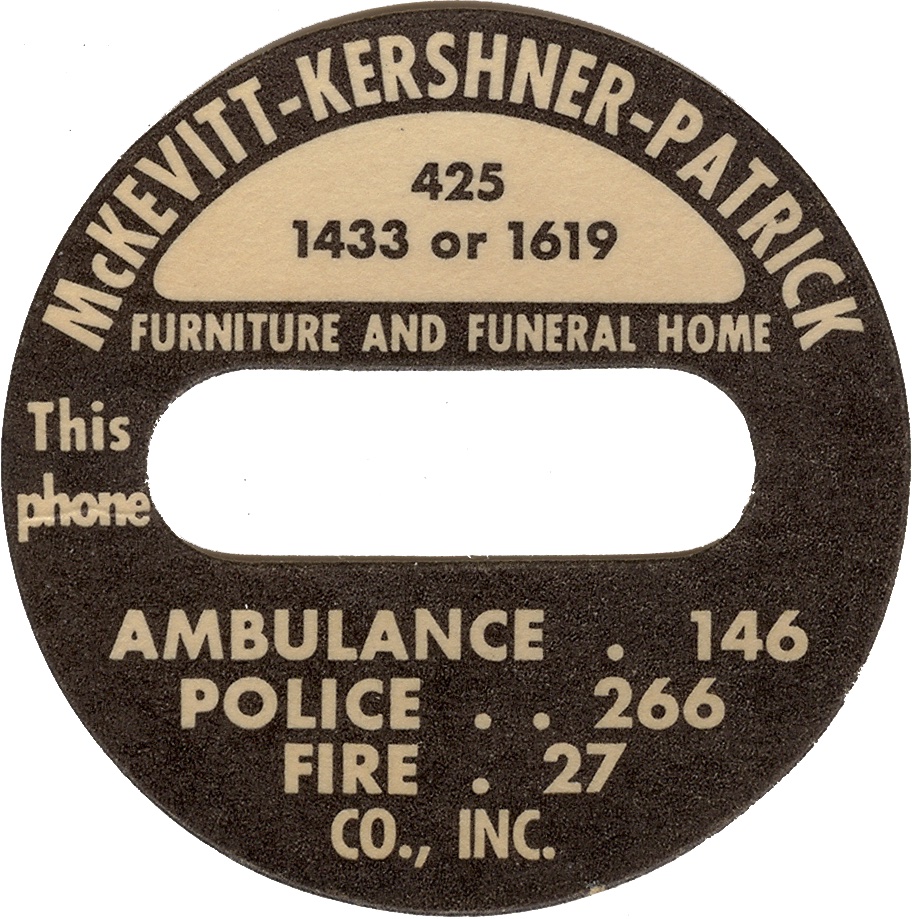 McKEVITT-KERSHNER-PATRICK
425
1433 or 1619
FURNITURE AND FUNERAL HOME
This
phone
AMBULANCE . 146
POLICE . . 266
FIRE . 27
CO., INC.